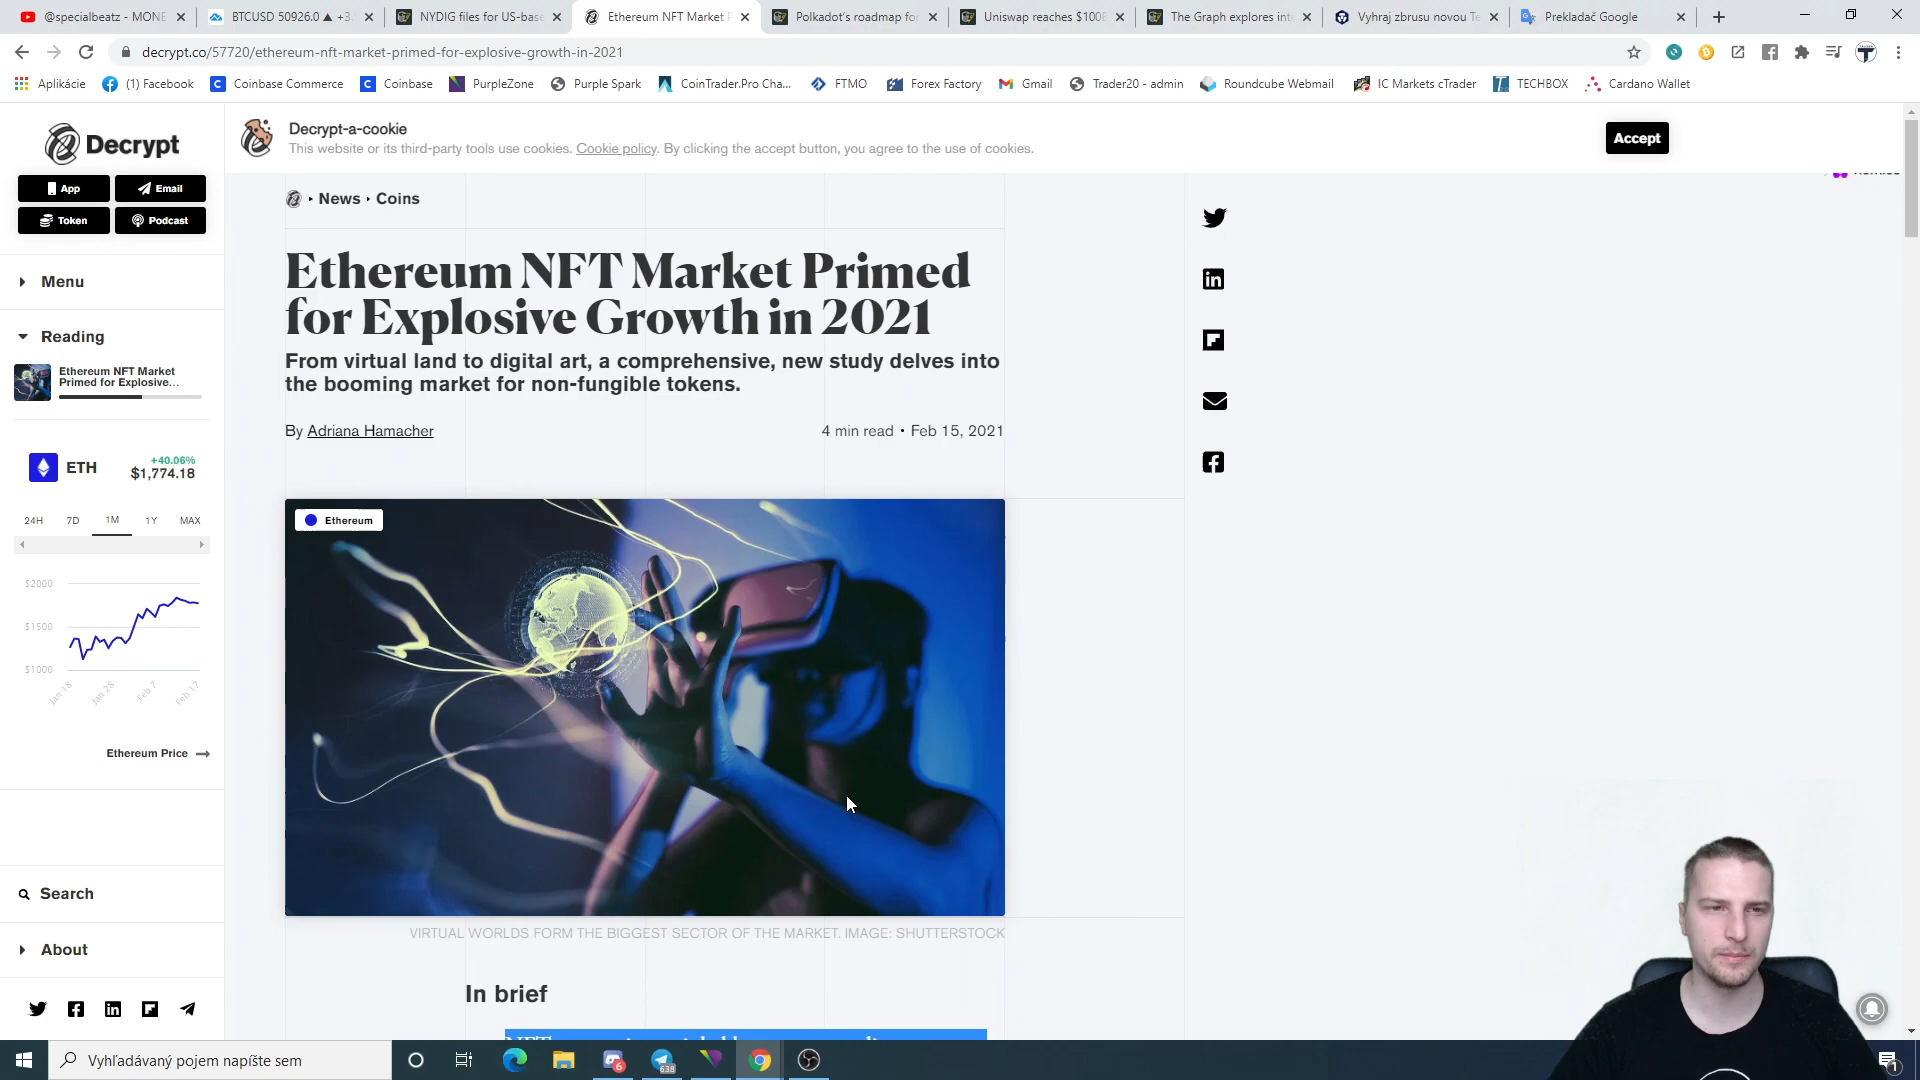 @specialbeatz - MONE
BTCUSD 50926.0 ▲ +3.
NYDIG files for US-base
Ethereum NFT Market P
Polkadot's roadmap for
Uniswap reaches $100B
The Graph explores inte
Vyhraj zbrusu novou Te
Prekladač Google
decrypt.co/57720/ethereum-nft-market-primed-for-explosive-growth-in-2021
Aplikácie
(1) Facebook
Coinbase Commerce
Coinbase
PurpleZone
Purple Spark
CoinTrader.Pro Cha...
FTMO
Forex Factory
Gmail
Trader20 - admin
Roundcube Webmail
IC Markets cTrader
TECHBOX
Cardano Wallet
Decrypt
App
Email
Token
Podcast
Menu
Reading
Ethereum NFT Market
Primed for Explosive...
ETH
+40.06%
$1,774.18
24H 7D 1M 1Y MAX
$2000
$1500
$1000
Jan 18
Jan 28
Feb 7
Feb 17
Ethereum Price
Search
About
Decrypt-a-cookie
This website or its third-party tools use cookies. Cookie policy. By clicking the accept button, you agree to the use of cookies.
Accept
News
Coins
Ethereum NFT Market Primed
for Explosive Growth in 2021
From virtual land to digital art, a comprehensive, new study delves into
the booming market for non-fungible tokens.
By Adriana Hamacher
4 min read • Feb 15, 2021
Ethereum
VIRTUAL WORLDS FORM THE BIGGEST SECTOR OF THE MARKET. IMAGE: SHUTTERSTOCK
In brief
Vyhľadávaný pojem napíšte sem
6
638
1